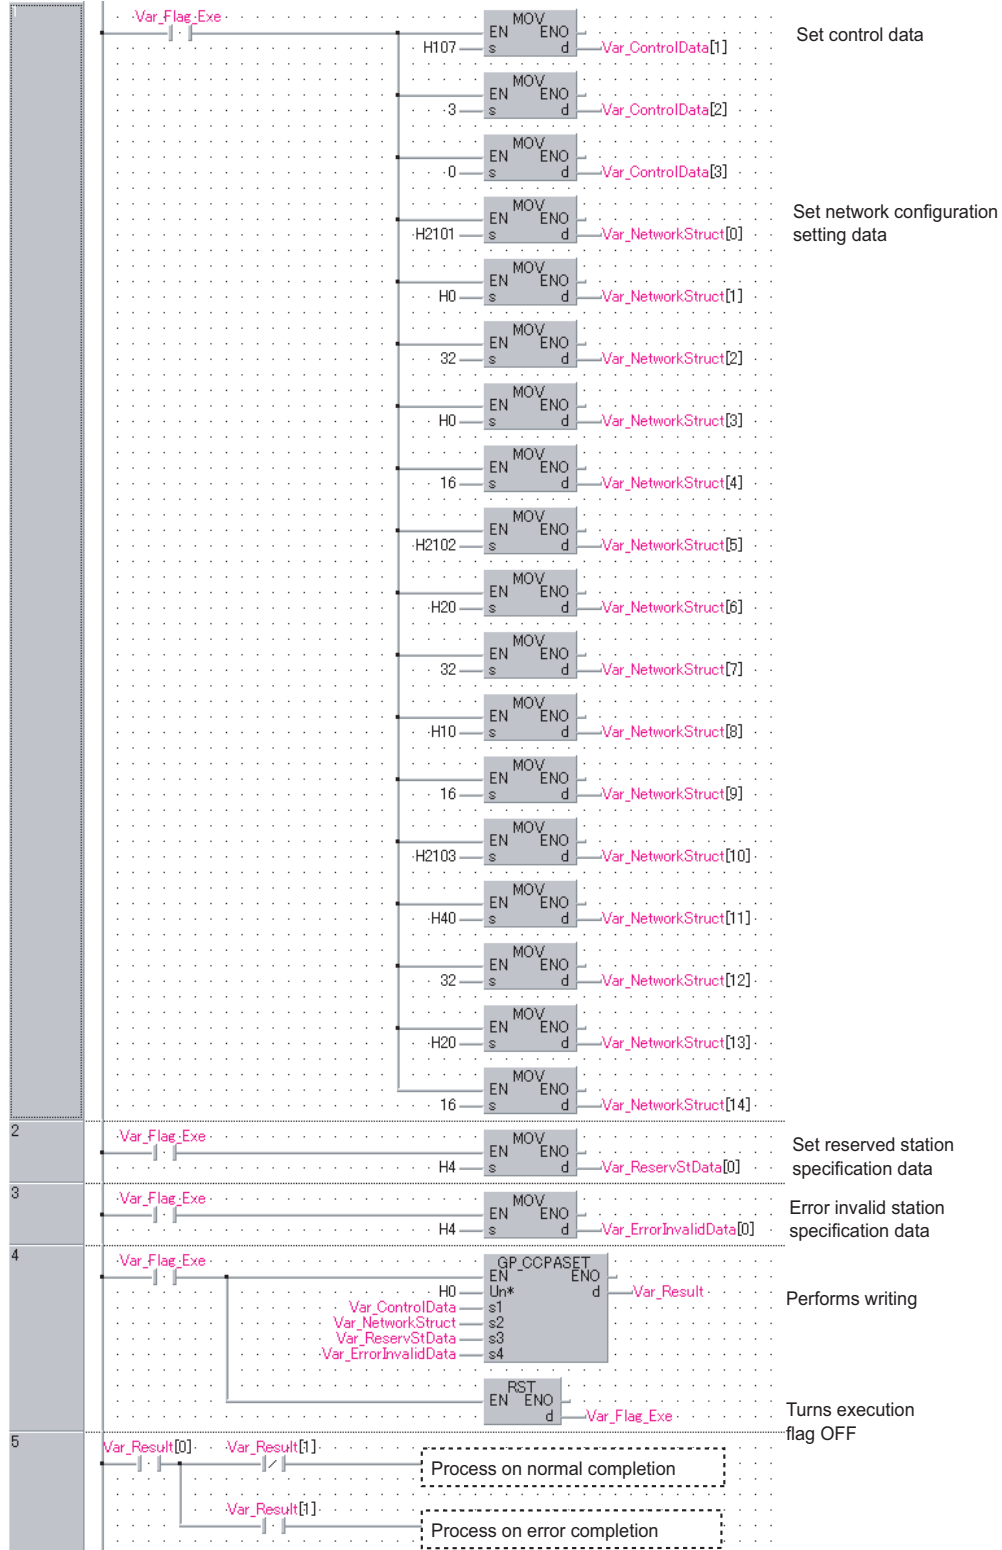 1
Var_Flag_Exe
MOV
EN ENO
H107 s d Var_ControlData[1]
Set control data
MOV
EN ENO
3 s d Var_ControlData[2]
MOV
EN ENO
0 s d Var_ControlData[3]
MOV
EN ENO
H2101 s d Var_NetworkStruct[0]
Set network configuration
setting data
MOV
EN ENO
H0 s d Var_NetworkStruct[1]
MOV
EN ENO
32 s d Var_NetworkStruct[2]
MOV
EN ENO
H0 s d Var_NetworkStruct[3]
MOV
EN ENO
16 s d Var_NetworkStruct[4]
MOV
EN ENO
H2102 s d Var_NetworkStruct[5]
MOV
EN ENO
H20 s d Var_NetworkStruct[6]
MOV
EN ENO
32 s d Var_NetworkStruct[7]
MOV
EN ENO
H10 s d Var_NetworkStruct[8]
MOV
EN ENO
16 s d Var_NetworkStruct[9]
MOV
EN ENO
H2103 s d Var_NetworkStruct[10]
MOV
EN ENO
H40 s d Var_NetworkStruct[11]
MOV
EN ENO
32 s d Var_NetworkStruct[12]
MOV
EN ENO
H20 s d Var_NetworkStruct[13]
MOV
EN ENO
16 s d Var_NetworkStruct[14]
2
Var_Flag_Exe
MOV
EN ENO
H4 s d Var_ReservStData[0]
Set reserved station
specification data
3
Var_Flag_Exe
MOV
EN ENO
H4 s d Var_ErrorInvalidData[0]
Error invalid station
specification data
4
Var_Flag_Exe
GP_CCPASET
EN ENO
H0 Un* d Var_Result
Var_ControlData s1
Var_NetworkStruct s2
Var_ReservStData s3
Var_ErrorInvalidData s4
Performs writing
RST
EN ENO
d Var_Flag_Exe
Turns execution
flag OFF
5
Var_Result[0] Var_Result[1]
Process on normal completion
Var_Result[1]
Process on error completion